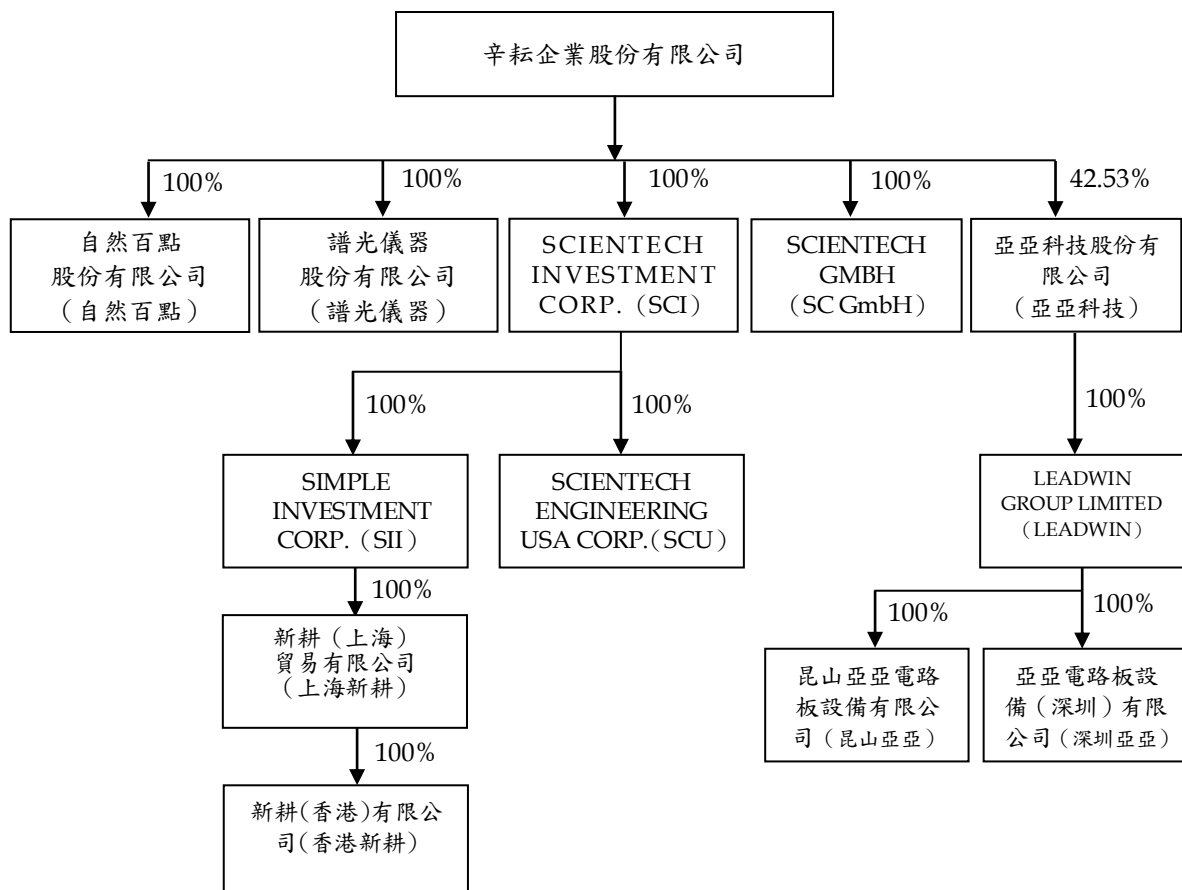 辛耘企業股份有限公司
100%
100%
100%
100%
42.53%
自然百點
股份有限公司
（自然百點）
譜光儀器
股份有限公司
（譜光儀器）
SCIENTECH
INVESTMENT
CORP.（SCI）
SCIENTECH
GMBH
(SC GmbH）
亞亞科技股份有
限公司
（亞亞科技）
100%
100%
100%
SIMPLE
INVESTMENT
CORP.（SII）
SCIENTECH
ENGINEERING
USA CORP.（SCU）
LEADWIN
GROUP LIMITED
（LEADWIN）
100%
100%
100%
新耕（上海）
貿易有限公司
（上海新耕）
昆山亞亞電路
板設備有限公
司（昆山亞亞）
亞亞電路板設
備（深圳）有限
公司（深圳亞亞）
100%
新耕(香港)有限公
司(香港新耕)